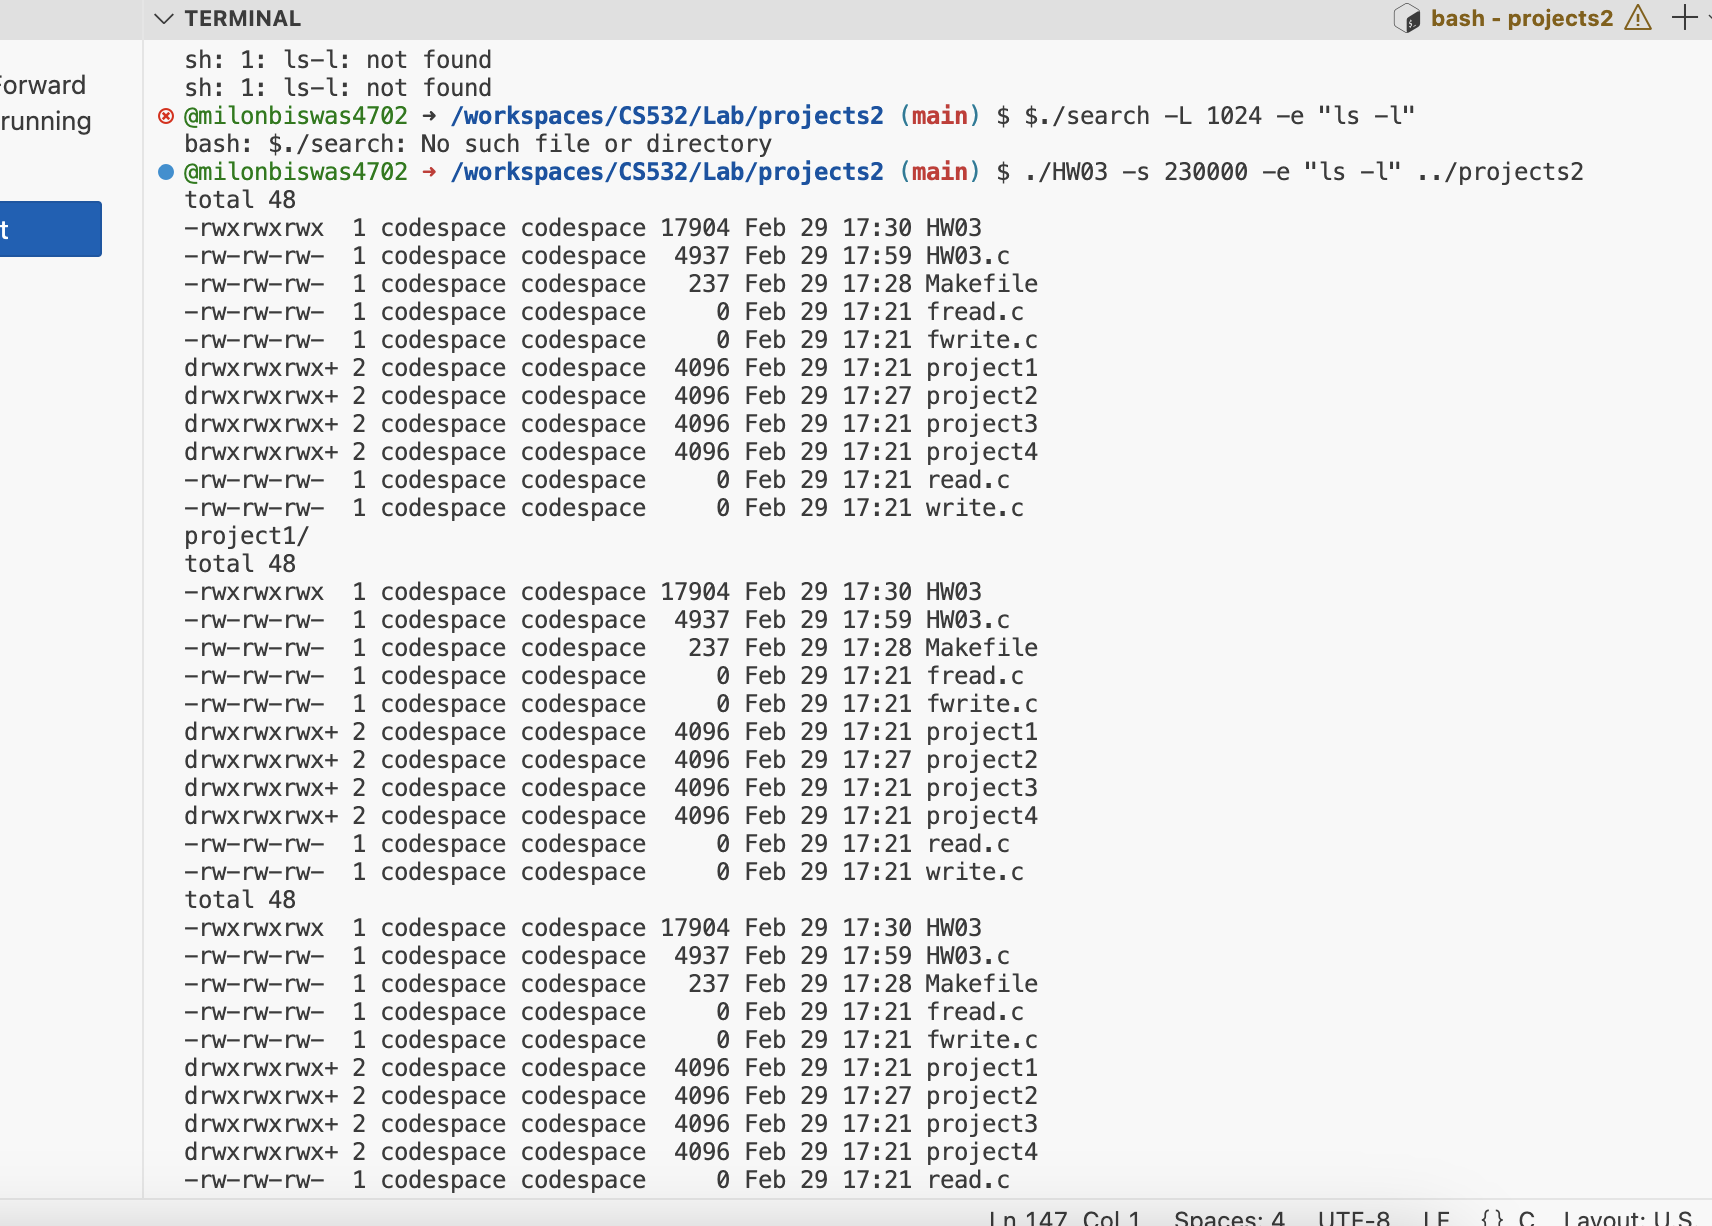 TERMINAL
bash - projects2
sh: 1: ls-l: not found
sh: 1: ls-l: not found
Forward
running
t
@milonbiswas4702 ➜ /workspaces/CS532/Lab/projects2 (main) $ $./search -L 1024 -e "ls -l"
bash: $./search: No such file or directory
@milonbiswas4702 ➜ /workspaces/CS532/Lab/projects2 (main) $ ./HW03 -s 230000 -e "ls -l" ../projects2
total 48
-rwxrwxrwx  1 codespace codespace 17904 Feb 29 17:30 HW03
-rw-rw-rw-  1 codespace codespace  4937 Feb 29 17:59 HW03.c
-rw-rw-rw-  1 codespace codespace   237 Feb 29 17:28 Makefile
-rw-rw-rw-  1 codespace codespace     0 Feb 29 17:21 fread.c
-rw-rw-rw-  1 codespace codespace     0 Feb 29 17:21 fwrite.c
drwxrwxrwx+ 2 codespace codespace  4096 Feb 29 17:21 project1
drwxrwxrwx+ 2 codespace codespace  4096 Feb 29 17:27 project2
drwxrwxrwx+ 2 codespace codespace  4096 Feb 29 17:21 project3
drwxrwxrwx+ 2 codespace codespace  4096 Feb 29 17:21 project4
-rw-rw-rw-  1 codespace codespace     0 Feb 29 17:21 read.c
-rw-rw-rw-  1 codespace codespace     0 Feb 29 17:21 write.c
project1/
total 48
-rwxrwxrwx  1 codespace codespace 17904 Feb 29 17:30 HW03
-rw-rw-rw-  1 codespace codespace  4937 Feb 29 17:59 HW03.c
-rw-rw-rw-  1 codespace codespace   237 Feb 29 17:28 Makefile
-rw-rw-rw-  1 codespace codespace     0 Feb 29 17:21 fread.c
-rw-rw-rw-  1 codespace codespace     0 Feb 29 17:21 fwrite.c
drwxrwxrwx+ 2 codespace codespace  4096 Feb 29 17:21 project1
drwxrwxrwx+ 2 codespace codespace  4096 Feb 29 17:27 project2
drwxrwxrwx+ 2 codespace codespace  4096 Feb 29 17:21 project3
drwxrwxrwx+ 2 codespace codespace  4096 Feb 29 17:21 project4
-rw-rw-rw-  1 codespace codespace     0 Feb 29 17:21 read.c
-rw-rw-rw-  1 codespace codespace     0 Feb 29 17:21 write.c
total 48
-rwxrwxrwx  1 codespace codespace 17904 Feb 29 17:30 HW03
-rw-rw-rw-  1 codespace codespace  4937 Feb 29 17:59 HW03.c
-rw-rw-rw-  1 codespace codespace   237 Feb 29 17:28 Makefile
-rw-rw-rw-  1 codespace codespace     0 Feb 29 17:21 fread.c
-rw-rw-rw-  1 codespace codespace     0 Feb 29 17:21 fwrite.c
drwxrwxrwx+ 2 codespace codespace  4096 Feb 29 17:21 project1
drwxrwxrwx+ 2 codespace codespace  4096 Feb 29 17:27 project2
drwxrwxrwx+ 2 codespace codespace  4096 Feb 29 17:21 project3
drwxrwxrwx+ 2 codespace codespace  4096 Feb 29 17:21 project4
-rw-rw-rw-  1 codespace codespace     0 Feb 29 17:21 read.c
Ln 147, Col 1 Spaces: 4 UTF-8 LF {} C Layout: U.S.